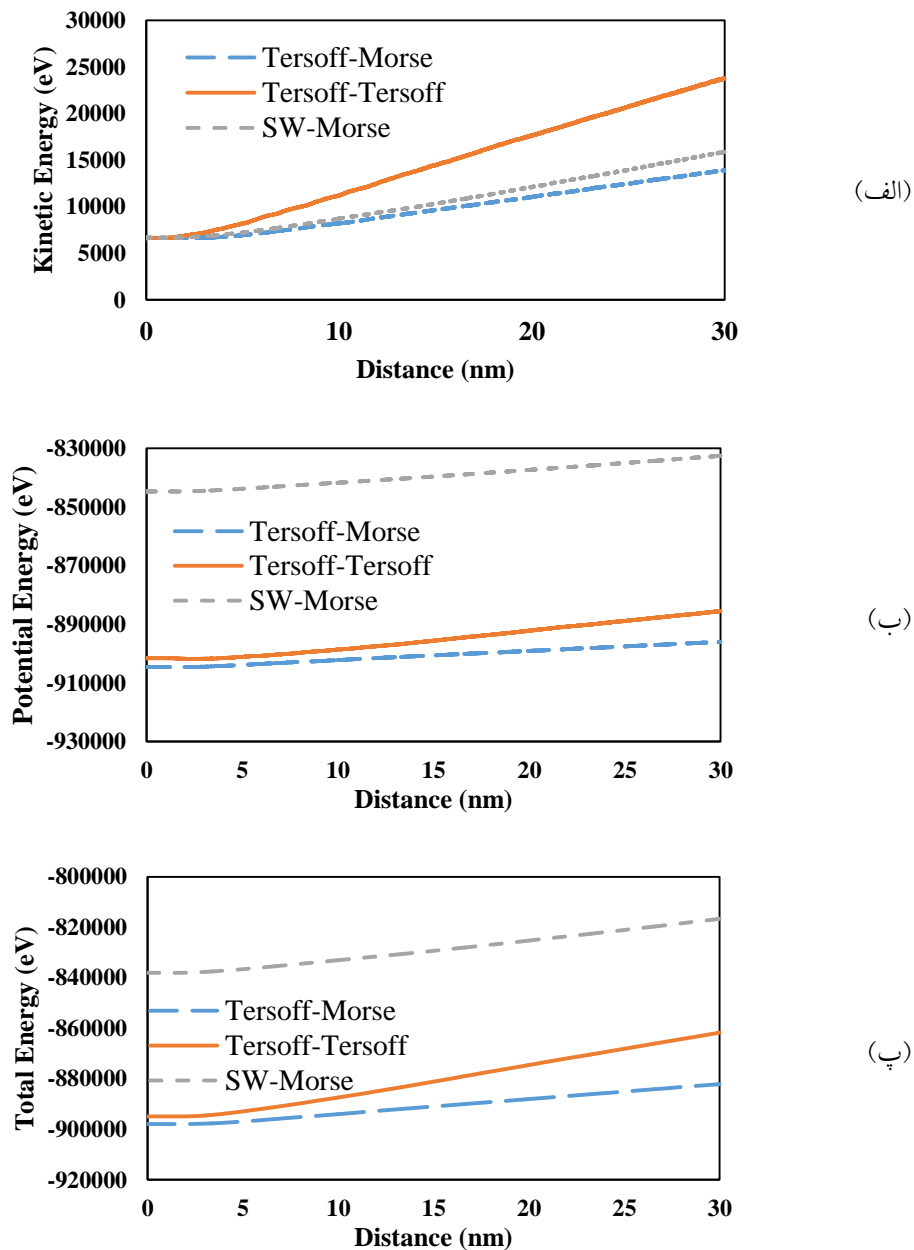 30000
25000
20000
15000
10000
5000
0
Kinetic Energy (eV)
Tersoff-Morse
Tersoff-Tersoff
SW-Morse
0 10 20 30
Distance (nm)
(الف)
-830000
-850000
-870000
-890000
-910000
-930000
Potential Energy (eV)
Tersoff-Morse
Tersoff-Tersoff
SW-Morse
0 5 10 15 20 25 30
Distance (nm)
(ب)
-800000
-820000
-840000
-860000
-880000
-900000
-920000
Total Energy (eV)
Tersoff-Morse
Tersoff-Tersoff
SW-Morse
0 5 10 15 20 25 30
Distance (nm)
(پ)